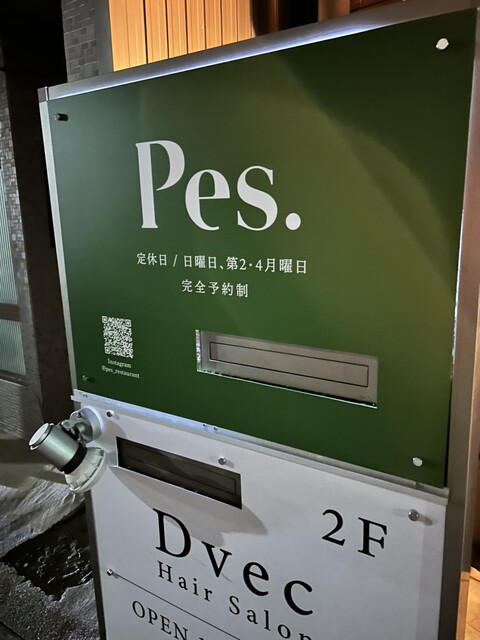 Pes.
定休日 / 日曜日、第2・4月曜日
完全予約制
Instagram
@pes_restaurant
2F
Dvec
Hair Salon
OPEN